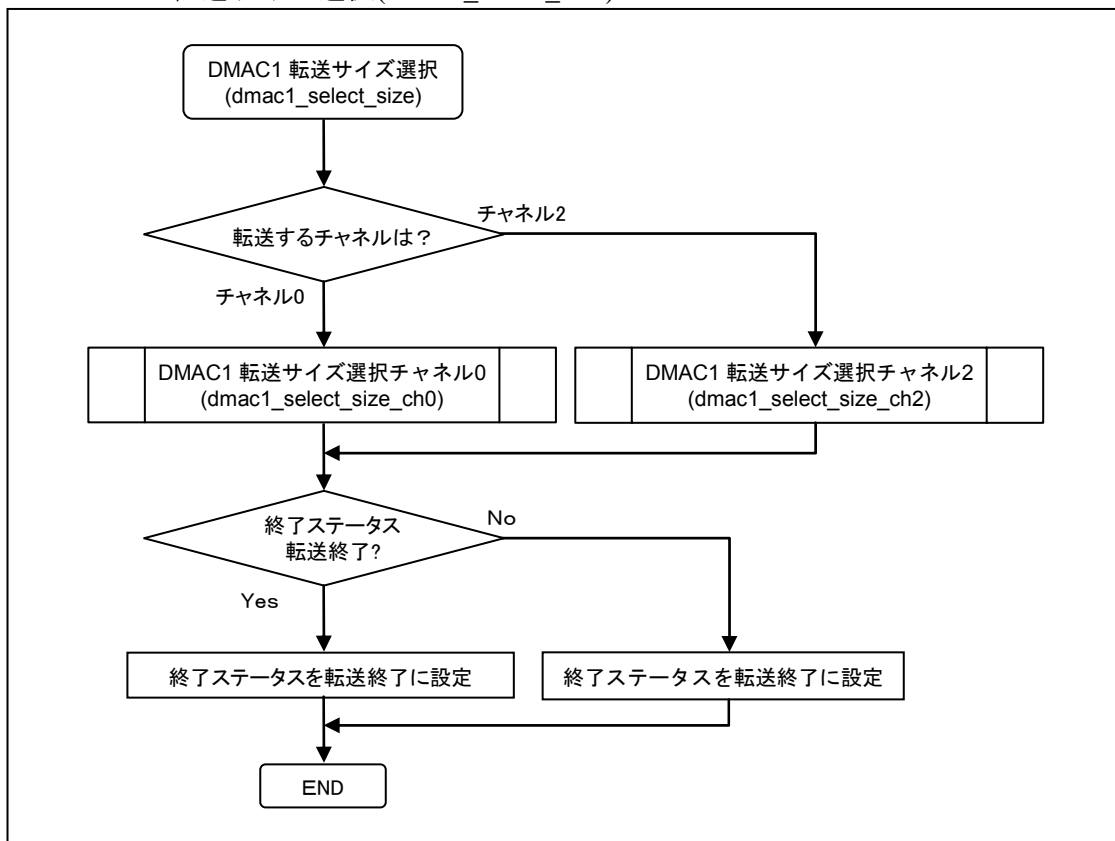 DMAC1 転送サイズ選択
(dmac1_select_size)
チャネル2
転送するチャネルは？
チャネル0
DMAC1 転送サイズ選択チャネル0
(dmac1_select_size_ch0)
DMAC1 転送サイズ選択チャネル2
(dmac1_select_size_ch2)
終了ステータス
転送終了?
No
Yes
終了ステータスを転送終了に設定
終了ステータスを転送終了に設定
END